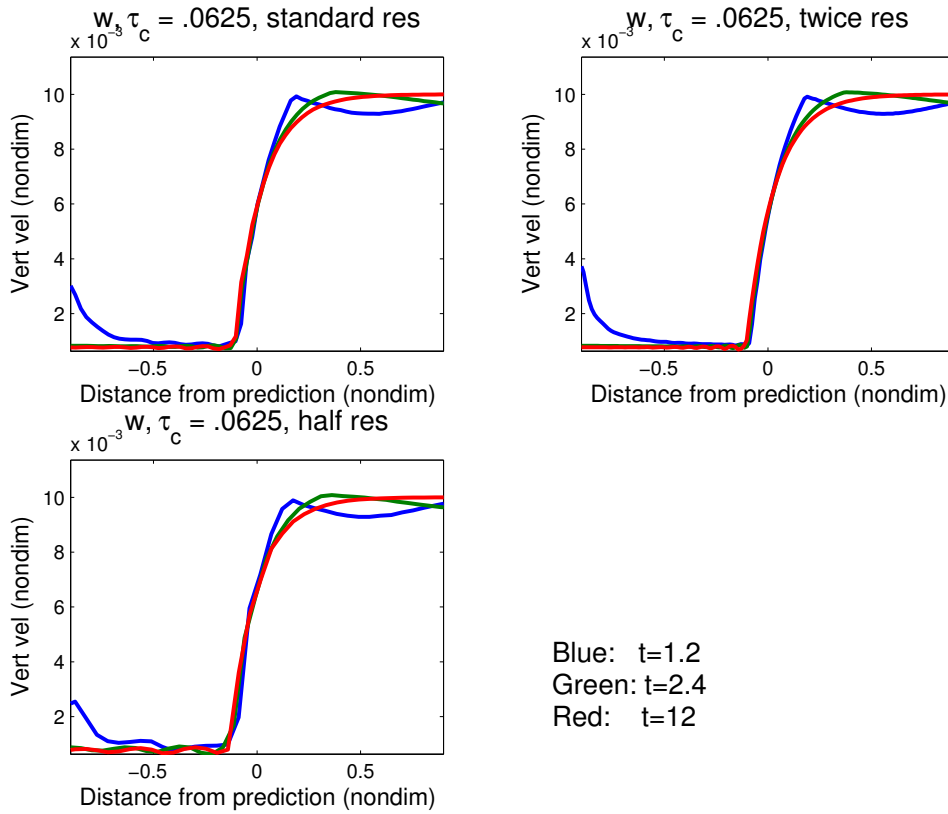 w, τc = .0625, standard res
x 10−3
10
8
6
4
2
−0.5 0 0.5
Vert vel (nondim)
Distance from prediction (nondim)
w, τc = .0625, twice res
x 10−3
10
8
6
4
2
−0.5 0 0.5
Vert vel (nondim)
Distance from prediction (nondim)
w, τc = .0625, half res
x 10−3
10
8
6
4
2
−0.5 0 0.5
Vert vel (nondim)
Distance from prediction (nondim)
Blue: t=1.2
Green: t=2.4
Red: t=12